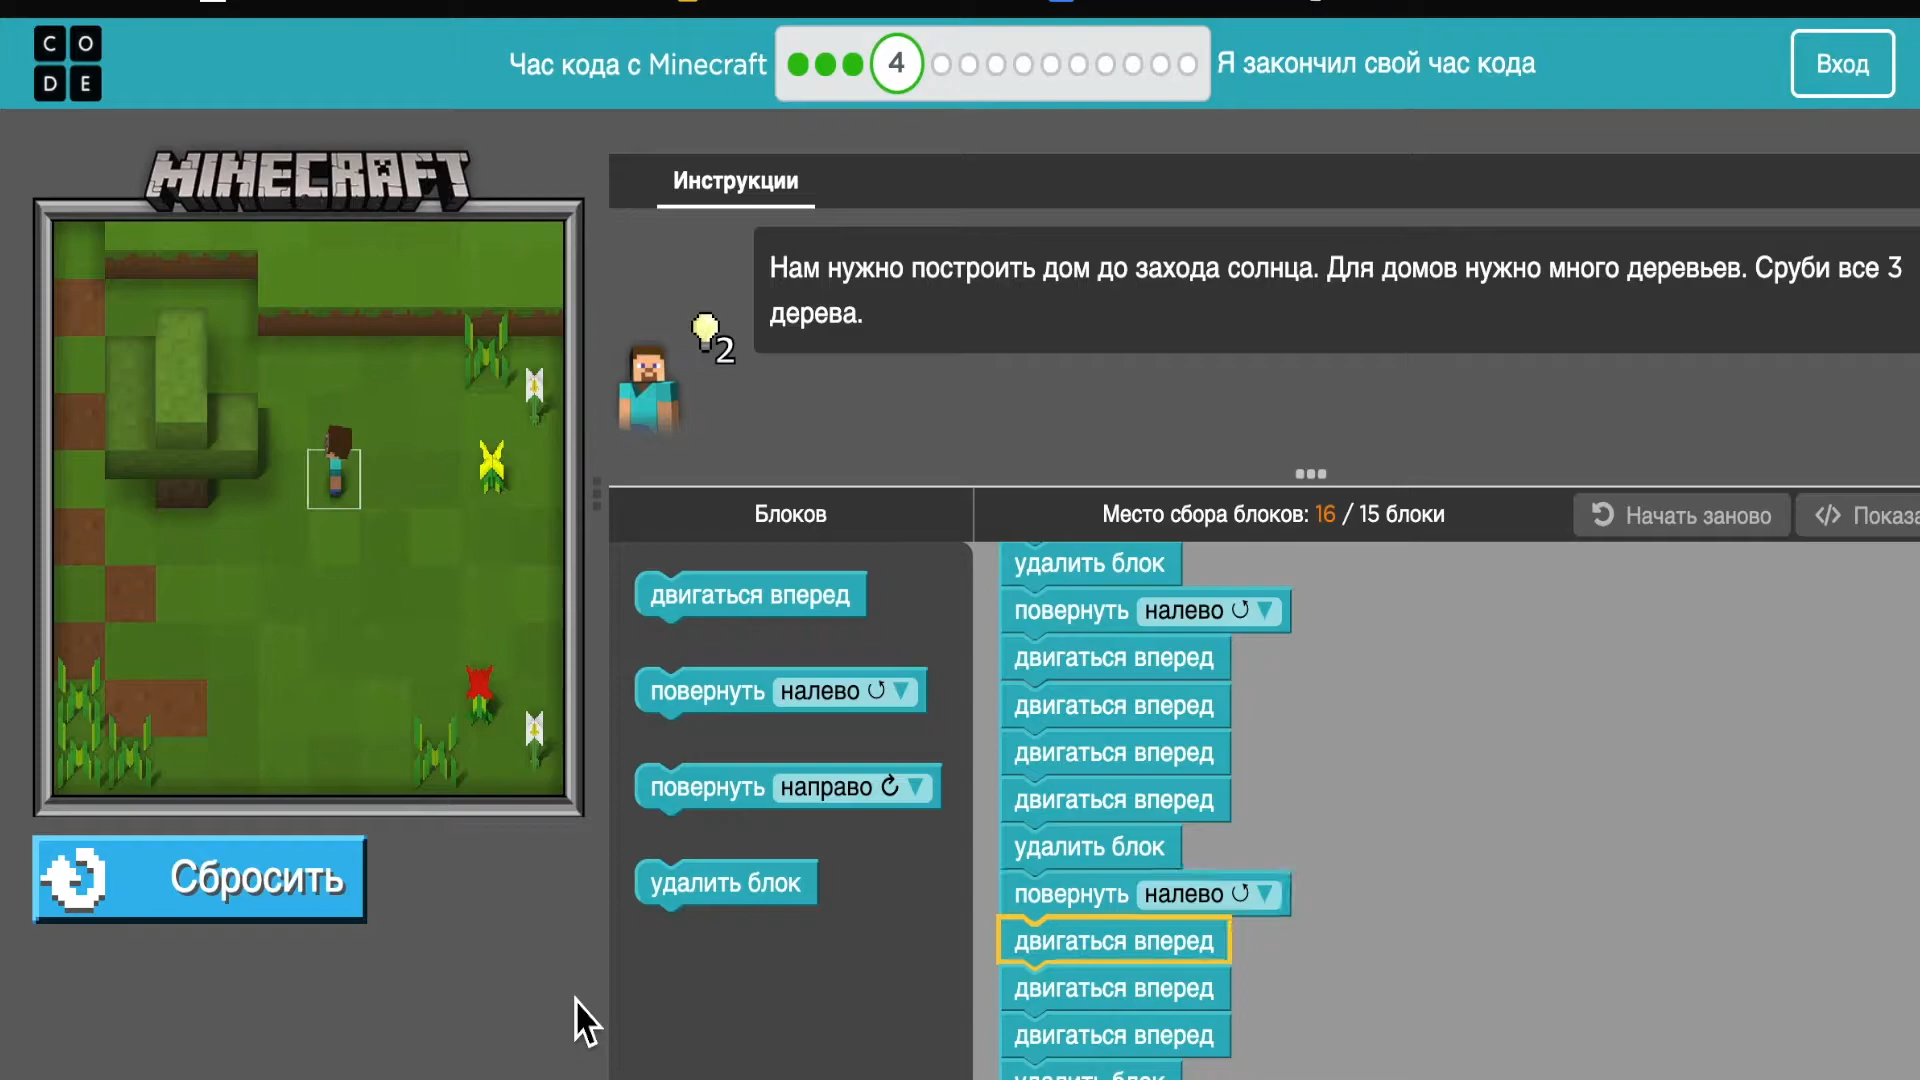 C O
D E
Час кода с Minecraft
4
Я закончил свой час кода
Вход
MINECRAFT
Инструкции
Нам нужно построить дом до захода солнца. Для домов нужно много деревьев. Сруби все 3
дерева.
2
Блоков
Место сбора блоков: 16 / 15 блоки
Начать заново
двигаться вперед
повернуть налево
повернуть направо
удалить блок
удалить блок
повернуть налево
двигаться вперед
двигаться вперед
двигаться вперед
двигаться вперед
удалить блок
повернуть налево
двигаться вперед
двигаться вперед
двигаться вперед
удалить блок
Сбросить